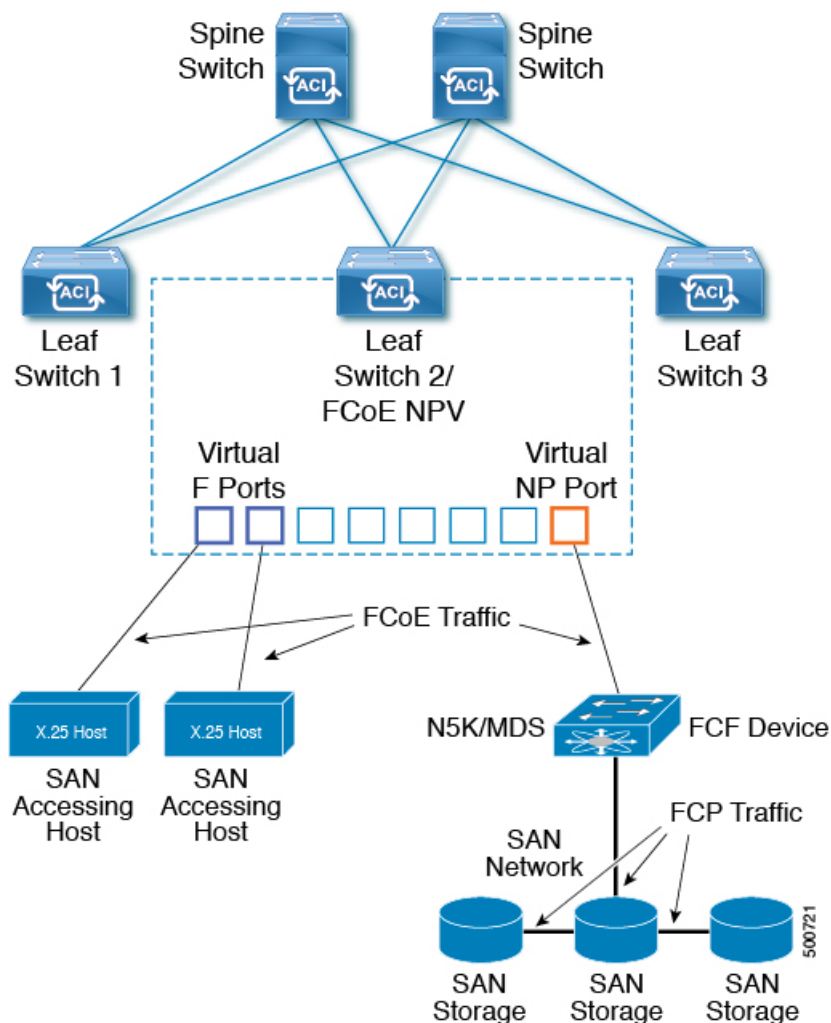 Spine
Switch
Spine
Switch
ACI
ACI
ACI
ACI
ACI
Leaf
Switch 1
Leaf
Switch 2/
FCoE NPV
Leaf
Switch 3
Virtual
F Ports
Virtual
NP Port
FCoE Traffic
X.25 Host
X.25 Host
N5K/MDS
FCF Device
SAN
Accessing
Host
SAN
Accessing
Host
FCP Traffic
SAN
Network
SAN
Storage
SAN
Storage
SAN
Storage
500721